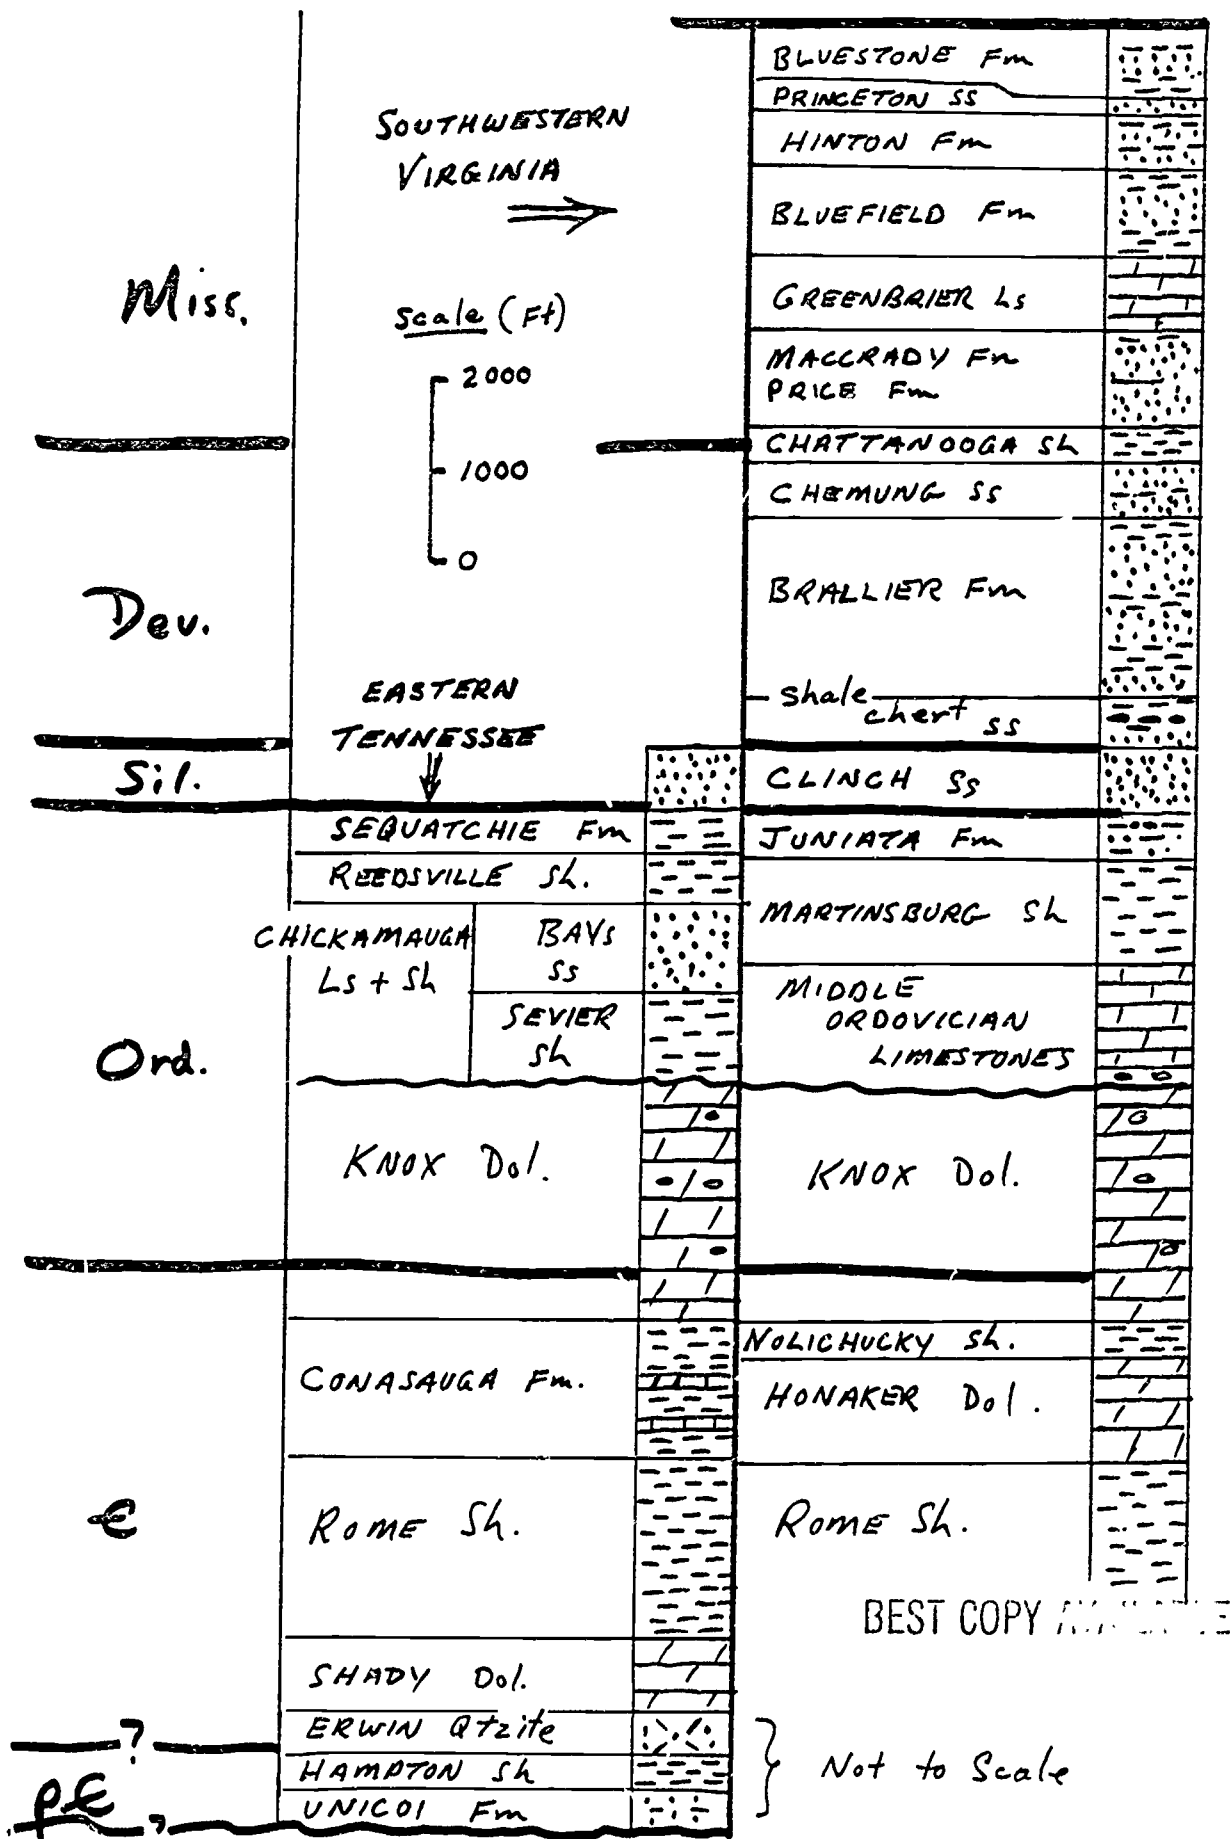 BLUESTONE Fm
PRINCETON SS
SOUTHWESTERN
VIRGINIA
HINTON Fm
BLUEFIELD Fm
Miss.
GREENBRIER Ls
scale (Ft)
2000
1000
0
MACCRADY Fm
PRICE Fm
CHATTANOOGA Sh
CHEMUNG SS
Dev.
BRALLIER Fm
shale
chert
SS
EASTERN
TENNESSEE
Sil.
CLINCH Ss
SEQUATCHIE Fm
JUNIATA Fm
REEDSVILLE Sh.
MARTINSBURG Sh
CHICKAMAUGA
Ls + Sh
BAYS
SS
SEVIER
Sh
MIDDLE
ORDOVICIAN
LIMESTONES
Ord.
KNOX Dol.
KNOX Dol.
NOLICHUCKY Sh.
CONASAUGA Fm.
HONAKER Dol.
Є
ROME Sh.
ROME Sh.
BEST COPY
SHADY Dol.
ERWIN Qtzite
?
HAMPTON Sh
Not to Scale
pЄ
UNICOI Fm
?